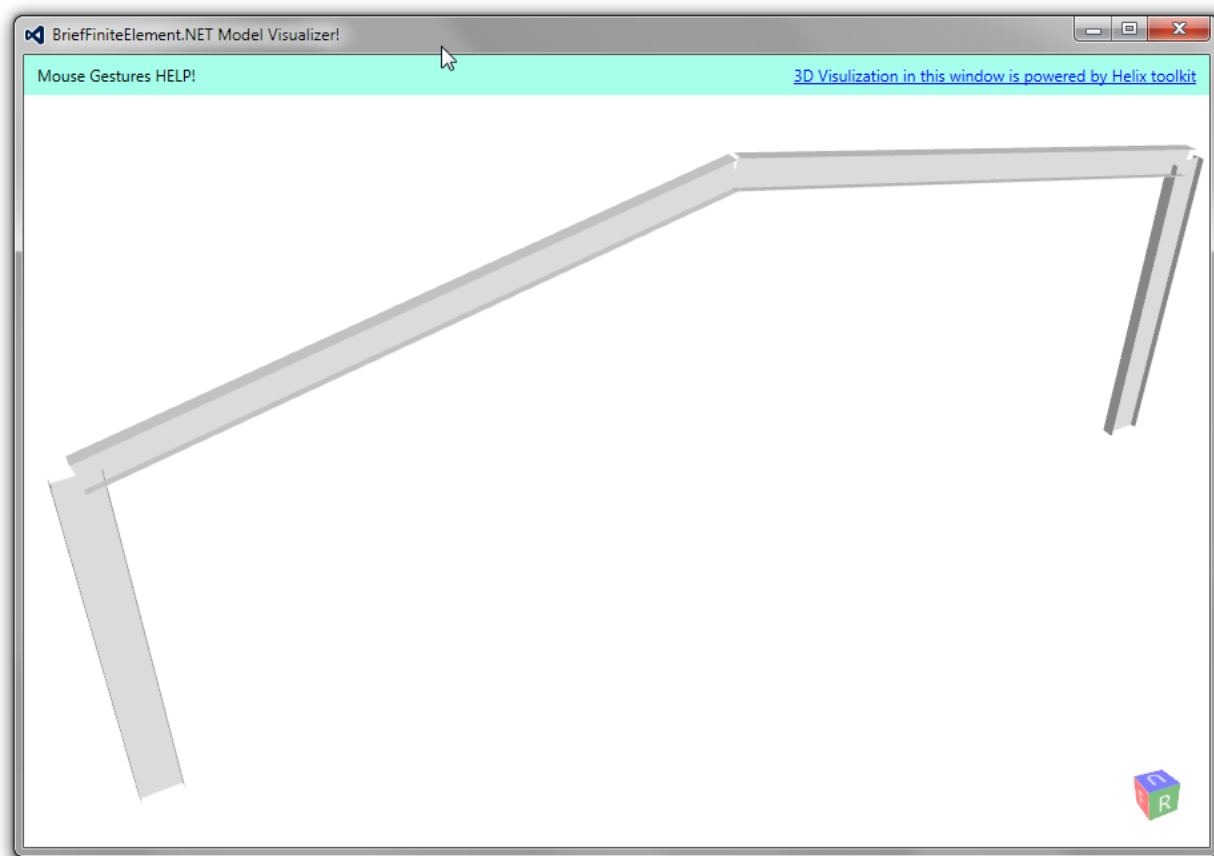 BriefFiniteElement.NET Model Visualizer!
Mouse Gestures HELP!
3D Visulization in this window is powered by Helix toolkit
U
F
R